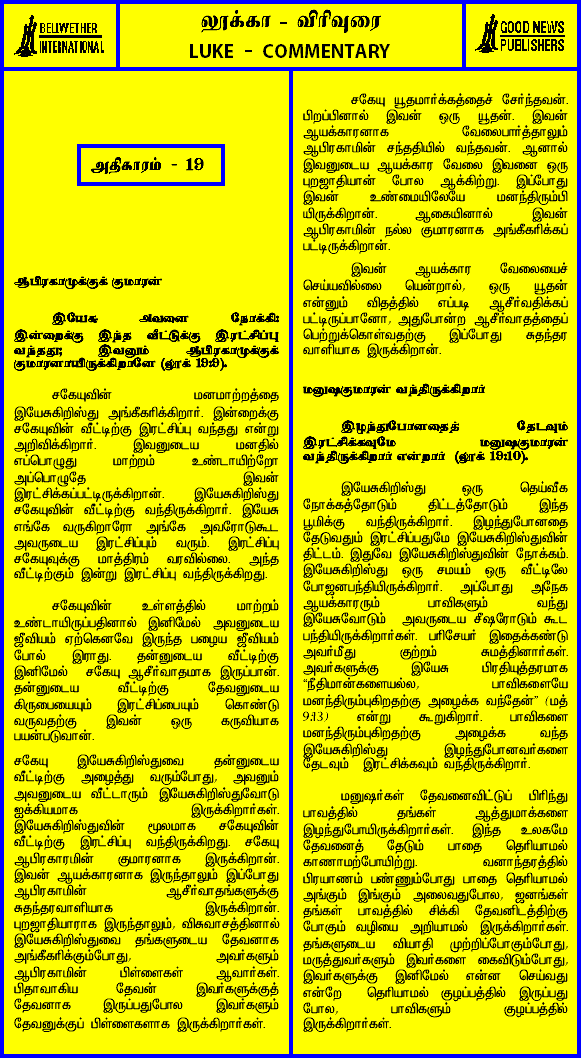 BELWETHER
INTERNATIONAL
லூக்கா - விரிவுரை
LUKE - COMMENTARY
GOOD NEWS
PUBLISHERS
அதிகாரம் - 19
ஆபிரகாமுக்குக் குமாரன்
இயேசு அவனை நோக்கி:
இன்றைக்கு இந்த வீட்டுக்கு இரட்சிப்பு
வந்தது; இவனும் ஆபிரகாமுக்குக்
குமாரனாயிருக்கிறானே (லூக் 19:9).
சகேயுவின் மனமாற்றத்தை
இயேசுகிறிஸ்து அங்கீகரிக்கிறார். இன்றைக்கு
சகேயுவின் வீட்டிற்கு இரட்சிப்பு வந்தது என்று
அறிவிக்கிறார். இவனுடைய மனதில்
எப்பொழுது மாற்றம் உண்டாயிற்றோ
அப்பொழுதே இவன்
இரட்சிக்கப்பட்டிருக்கிறான். இயேசுகிறிஸ்து
சகேயுவின் வீட்டிற்கு வந்திருக்கிறார். இயேசு
எங்கே வருகிறாரோ அங்கே அவரோடுகூட
அவருடைய இரட்சிப்பும் வரும். இரட்சிப்பு
சகேயுவுக்கு மாத்திரம் வரவில்லை. அந்த
வீட்டிற்கும் இன்று இரட்சிப்பு வந்திருக்கிறது.
சகேயுவின் உள்ளத்தில் மாற்றம்
உண்டாயிருப்பதினால் இனிமேல் அவனுடைய
ஜீவியம் ஏற்கெனவே இருந்த பழைய ஜீவியம்
போல் இராது. தன்னுடைய வீட்டிற்கு
இனிமேல் சகேயு ஆசீர்வாதமாக இருப்பான்.
தன்னுடைய வீட்டிற்கு தேவனுடைய
கிருபையையும் இரட்சிப்பையும் கொண்டு
வருவதற்கு இவன் ஒரு கருவியாக
பயன்படுவான்.
சகேயு இயேசுகிறிஸ்துவை தன்னுடைய
வீட்டிற்கு அழைத்து வரும்போது, அவனும்
அவனுடைய வீட்டாரும் இயேசுகிறிஸ்துவோடு
ஐக்கியமாக இருக்கிறார்கள்.
இயேசுகிறிஸ்துவின் மூலமாக சகேயுவின்
வீட்டிற்கு இரட்சிப்பு வந்திருக்கிறது. சகேயு
ஆபிரகாரமின் குமாரனாக இருக்கிறான்.
இவன் ஆயக்காரனாக இருந்தாலும் இப்போது
ஆபிரகாமின் ஆசீர்வாதங்களுக்கு
சுதந்தரவாளியாக இருக்கிறான்.
புறஜாதியாராக இருந்தாலும், விசுவாசத்தினால்
இயேசுகிறிஸ்துவை தங்களுடைய தேவனாக
அங்கீகரிக்கும்போது, அவர்களும்
ஆபிரகாமின் பிள்ளைகள் ஆவார்கள்.
பிதாவாகிய தேவன் இவர்களுக்குத்
தேவனாக இருப்பதுபோல இவர்களும்
தேவனுக்குப் பிள்ளைகளாக இருக்கிறார்கள்.
சகேயு யூதமார்க்கத்தைச் சேர்ந்தவன்.
பிறப்பினால் இவன் ஒரு யூதன். இவன்
ஆயக்காரனாக வேலைபார்த்தாலும்
ஆபிரகாமின் சந்ததியில் வந்தவன். ஆனால்
இவனுடைய ஆயக்கார வேலை இவனை ஒரு
புறஜாதியான் போல ஆக்கிற்று. இப்போது
இவன் உண்மையிலேயே மனந்திரும்பி
யிருக்கிறான். ஆகையினால் இவன்
ஆபிரகாமின் நல்ல குமாரனாக அங்கீகரிக்கப்
பட்டிருக்கிறான்.
இவன் ஆயக்கார வேலையைச்
செய்யவில்லை யென்றால், ஒரு யூதன்
என்னும் விதத்தில் எப்படி ஆசீர்வதிக்கப்
பட்டிருப்பானோ, அதுபோன்ற ஆசீர்வாதத்தைப்
பெற்றுக்கொள்வதற்கு இப்போது சுதந்தர
வாளியாக இருக்கிறான்.
மனுஷகுமாரன் வந்திருக்கிறார்
இழந்துபோனதைத் தேடவும்
இரட்சிக்கவுமே மனுஷகுமாரன்
வந்திருக்கிறார் என்றார் (லூக் 19:10).
இயேசுகிறிஸ்து ஒரு தெய்வீக
நோக்கத்தோடும் திட்டத்தோடும் இந்த
பூமிக்கு வந்திருக்கிறார். இழந்துபோனதை
தேடுவதும் இரட்சிப்பதுமே இயேசுகிறிஸ்துவின்
திட்டம். இதுவே இயேசுகிறிஸ்துவின் நோக்கம்.
இயேசுகிறிஸ்து ஒரு சமயம் ஒரு வீட்டிலே
போஜனபந்தியிருக்கிறார். அப்போது அநேக
ஆயக்காரரும் பாவிகளும் வந்து
இயேசுவோடும் அவருடைய சீஷரோடும் கூட
பந்தியிருக்கிறார்கள். பரிசேயர் இதைக்கண்டு
அவர்மீது குற்றம் சுமத்தினார்கள்.
அவர்களுக்கு இயேசு பிரதியுத்தரமாக
"நீதிமான்களையல்ல, பாவிகளையே
மனந்திரும்புகிறதற்கு அழைக்க வந்தேன்" (மத்
9:13) என்று கூறுகிறார். பாவிகளை
மனந்திரும்புகிறதற்கு அழைக்க வந்த
இயேசுகிறிஸ்து இழந்துபோனவர்களை
தேடவும் இரட்சிக்கவும் வந்திருக்கிறார்.
மனுஷர்கள் தேவனைவிட்டுப் பிரிந்து
பாவத்தில் தங்கள் ஆத்துமாக்களை
இழந்துபோயிருக்கிறார்கள். இந்த உலகமே
தேவனைத் தேடும் பாதை தெரியாமல்
காணாமற்போயிற்று. வனாந்தரத்தில்
பிரயாணம் பண்ணும்போது பாதை தெரியாமல்
அங்கும் இங்கும் அலைவதுபோல, ஜனங்கள்
தங்கள் பாவத்தில் சிக்கி தேவனிடத்திற்கு
போகும் வழியை அறியாமல் இருக்கிறார்கள்.
தங்களுடைய வியாதி முற்றிப்போகும்போது,
மருத்துவர்களும் இவர்களை கைவிடும்போது,
இவர்களுக்கு இனிமேல் என்ன செய்வது
என்றே தெரியாமல் குழப்பத்தில் இருப்பது
போல, பாவிகளும் குழப்பத்தில்
இருக்கிறார்கள்.